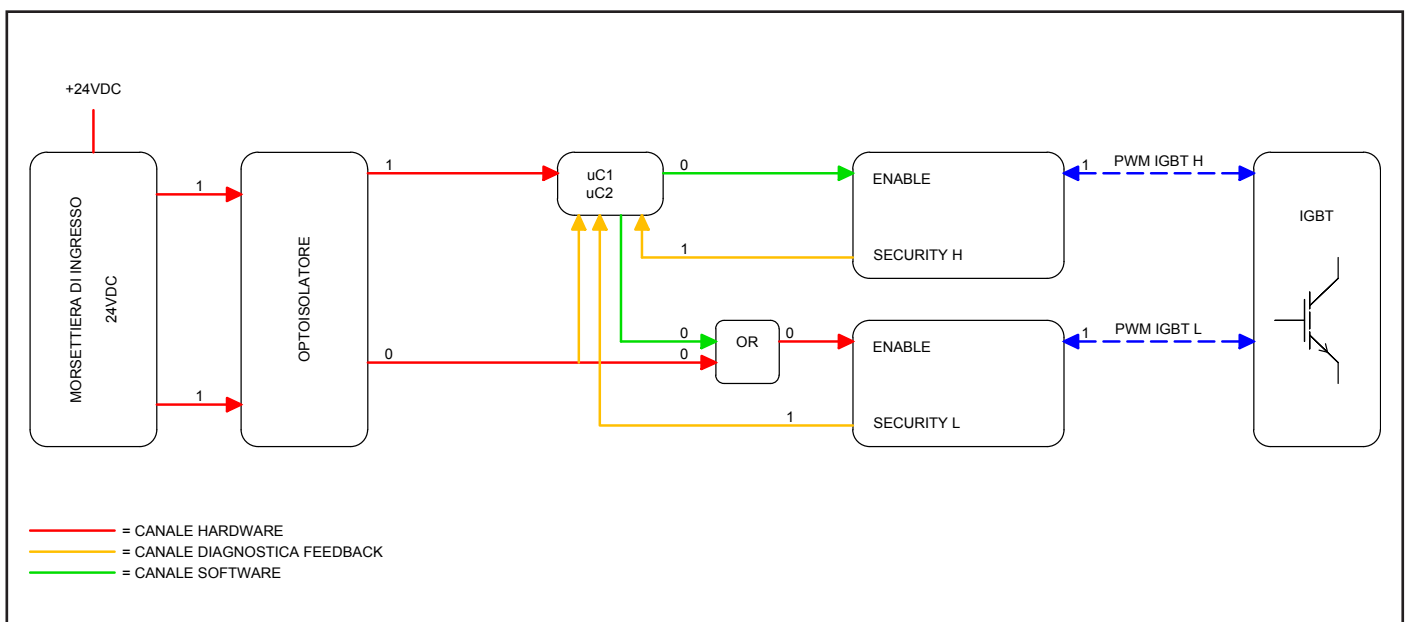 +24VDC
MORSETTIERA DI INGRESSO
24VDC
1
1
OPTOISOLATORE
1
0
uC1
uC2
0
1
0
0
OR
0
1
ENABLE
SECURITY H
ENABLE
SECURITY L
1
PWM IGBT H
1
PWM IGBT L
IGBT
= CANALE HARDWARE
= CANALE DIAGNOSTICA FEEDBACK
= CANALE SOFTWARE